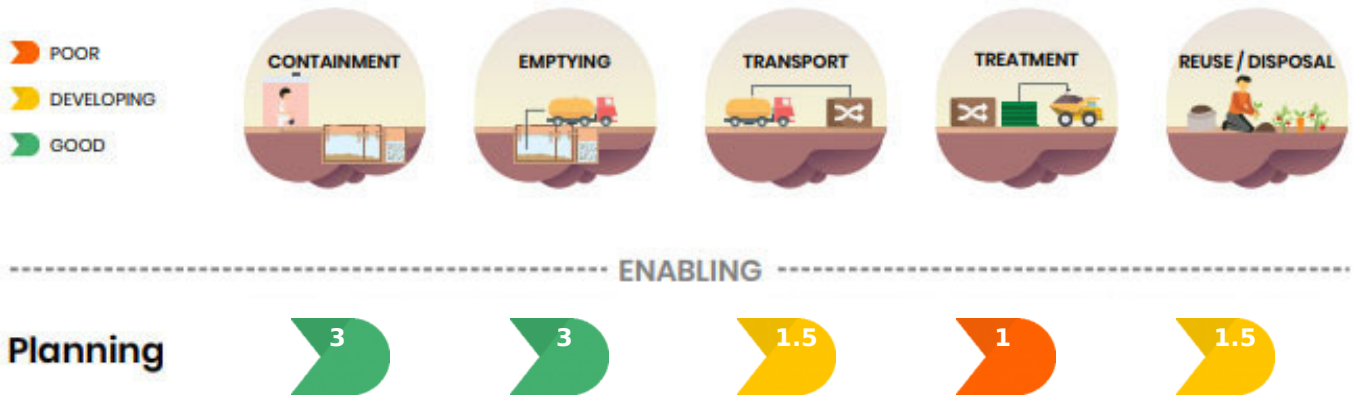 POOR
DEVELOPING
GOOD
CONTAINMENT
EMPTYING
TRANSPORT
TREATMENT
REUSE / DISPOSAL
ENABLING
Planning
3
3
1.5
1
1.5